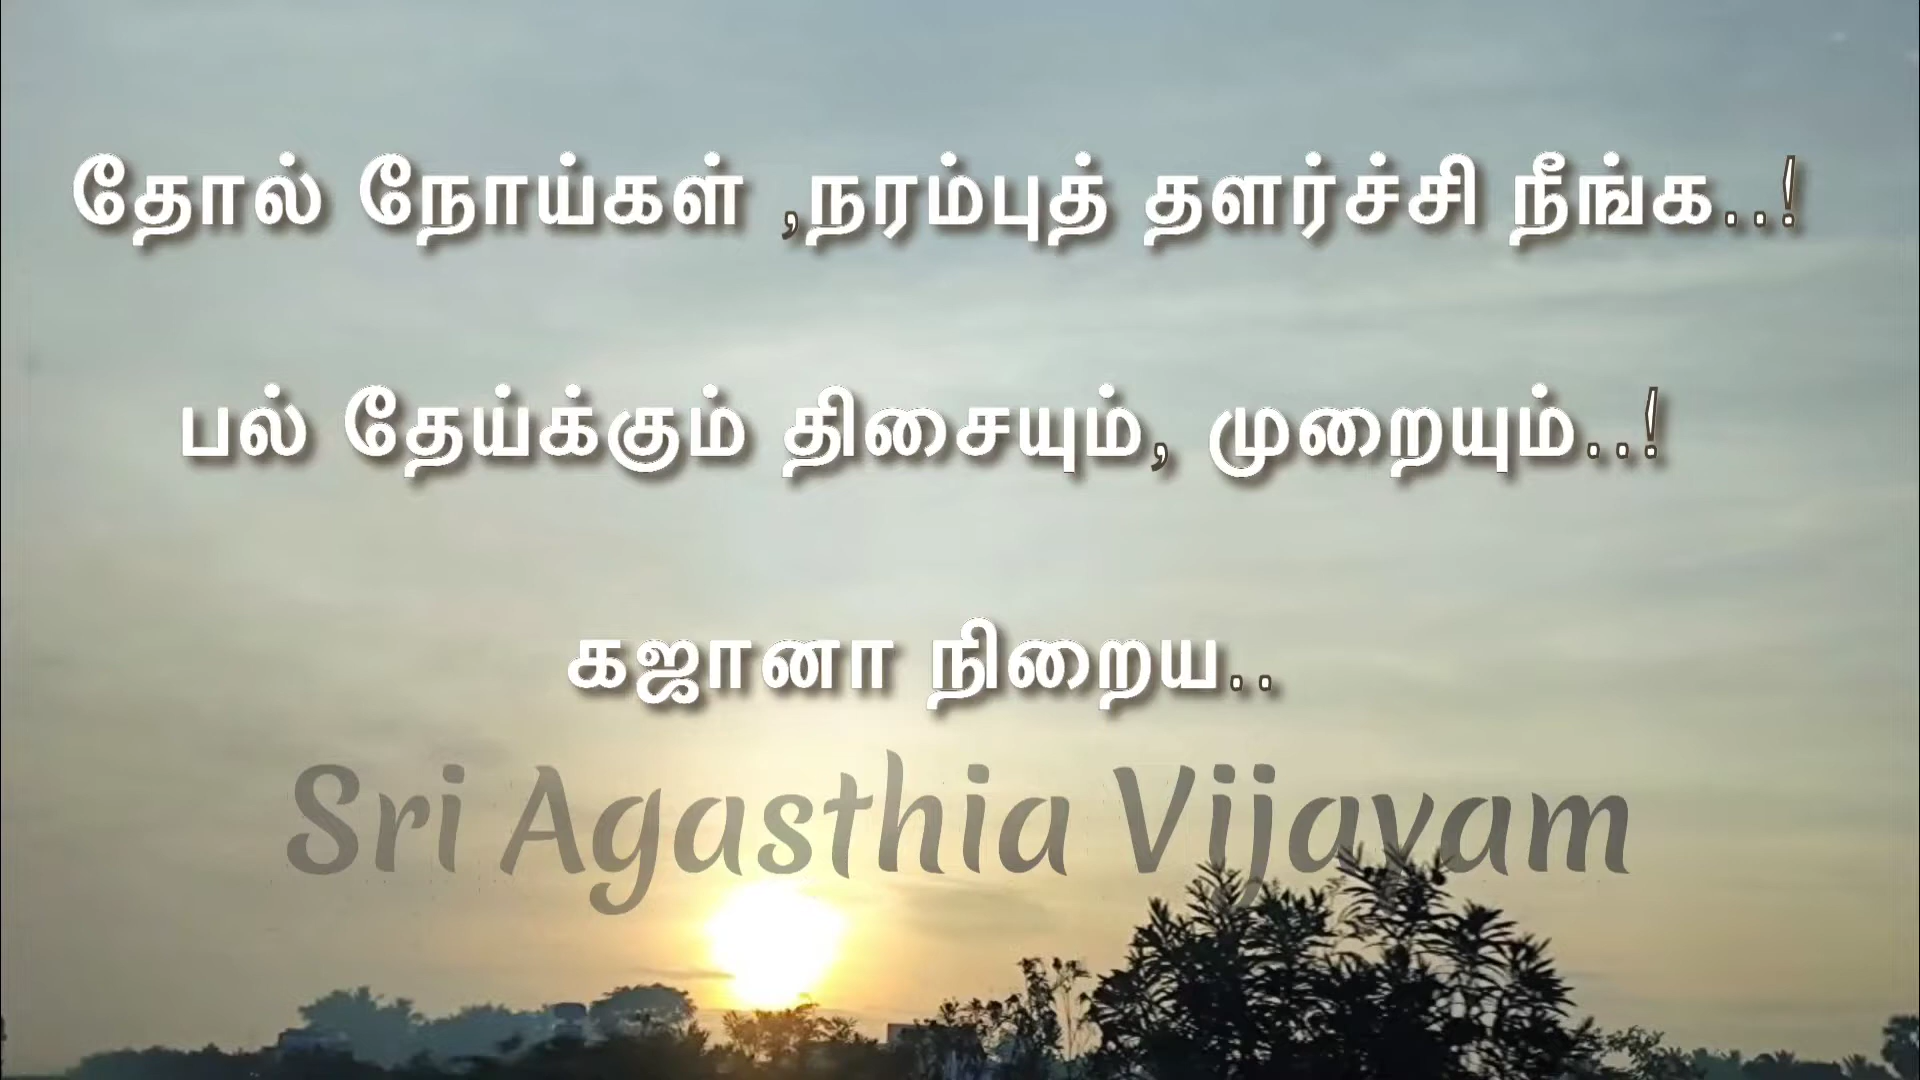 தோல் நோய்கள் ,நரம்புத் தளர்ச்சி நீங்க..!
பல் தேய்க்கும் திசையும், முறையும்..!
கஜானா நிறைய..
Sri Agasthia Vijayam